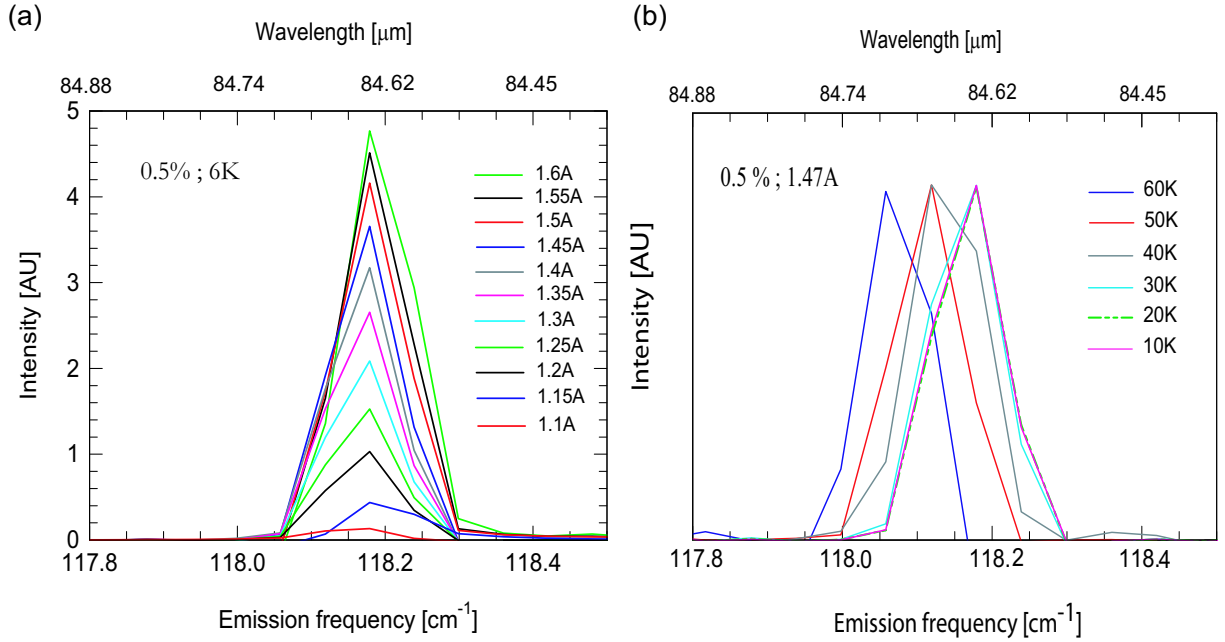 (a)
Wavelength [μm]
84.88 84.74 84.62 84.45
5
4
3
2
1
0
Intensity [AU]
0.5% ; 6K
1.6A
1.55A
1.5A
1.45A
1.4A
1.35A
1.3A
1.25A
1.2A
1.15A
1.1A
117.8 118.0 118.2 118.4
Emission frequency [cm⁻¹]
(b)
Wavelength [μm]
84.88 84.74 84.62 84.45
Intensity [AU]
0.5 % ; 1.47A
60K
50K
40K
30K
20K
10K
117.8 118.0 118.2 118.4
Emission frequency [cm⁻¹]